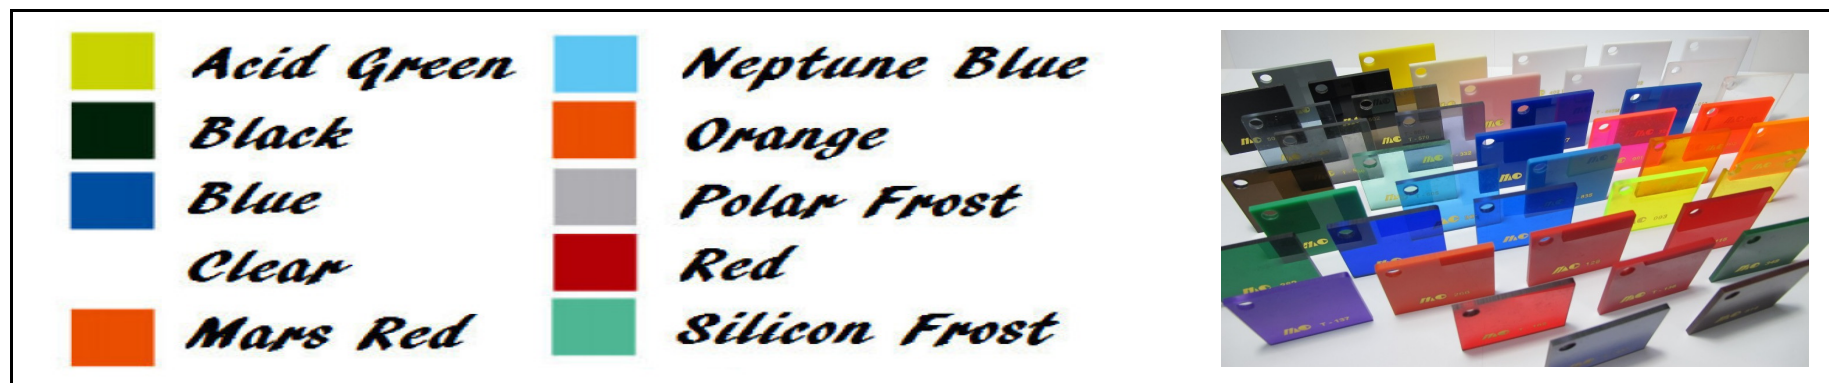 Acid Green
Black
Blue
Clear
Mars Red
Neptune Blue
Orange
Polar Frost
Red
Silicon Frost